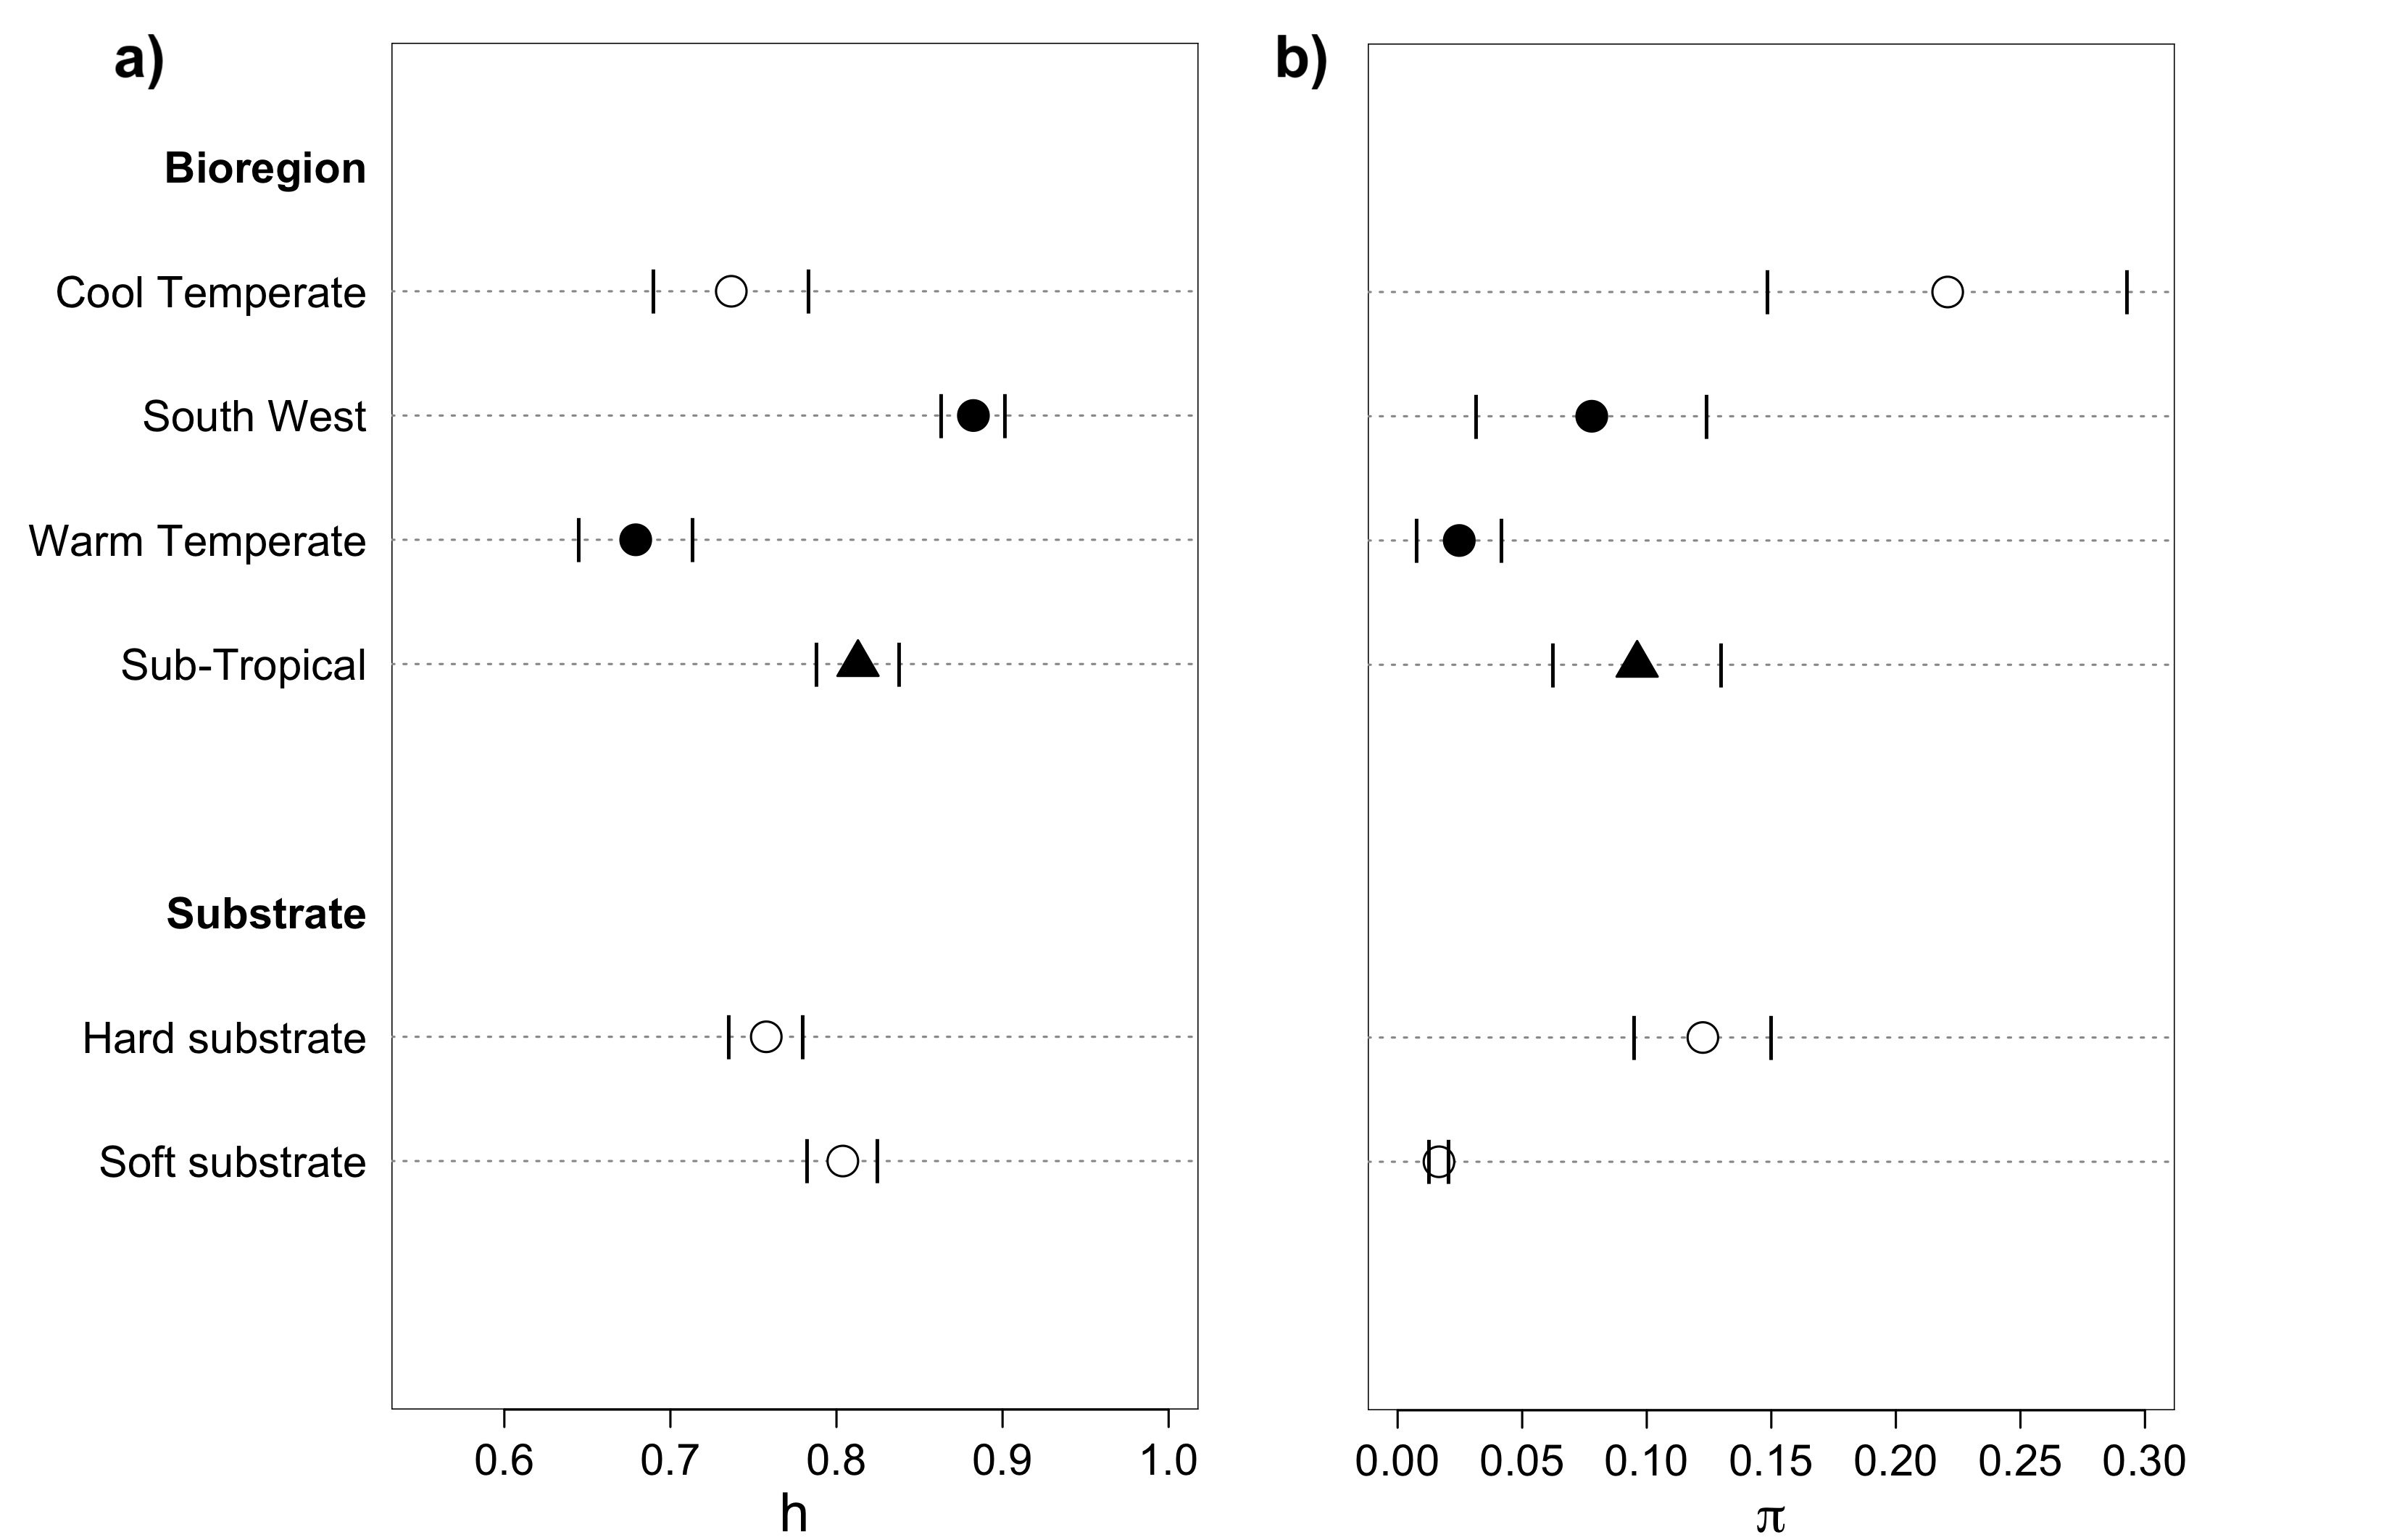 a)
b)
Bioregion
Cool Temperate
South West
Warm Temperate
Sub-Tropical
Substrate
Hard substrate
Soft substrate
0.6 0.7 0.8 0.9 1.0
h
0.00 0.05 0.10 0.15 0.20 0.25 0.30
π